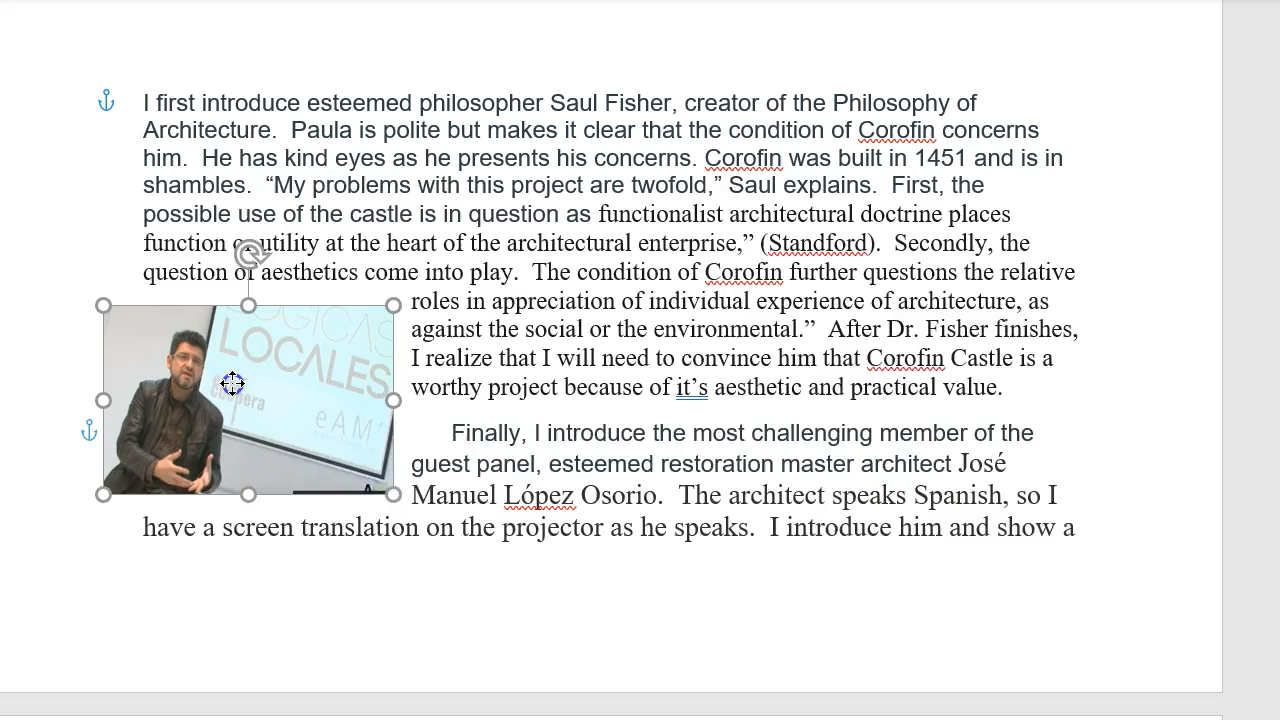 I first introduce esteemed philosopher Saul Fisher, creator of the Philosophy of
Architecture.  Paula is polite but makes it clear that the condition of Corofin concerns
him.  He has kind eyes as he presents his concerns. Corofin was built in 1451 and is in
shambles.  “My problems with this project are twofold,” Saul explains.  First, the
possible use of the castle is in question as functionalist architectural doctrine places
function or utility at the heart of the architectural enterprise,” (Standford).  Secondly, the
question of aesthetics come into play.  The condition of Corofin further questions the relative
roles in appreciation of individual experience of architecture, as
against the social or the environmental.”  After Dr. Fisher finishes,
I realize that I will need to convince him that Corofin Castle is a
worthy project because of it’s aesthetic and practical value.
LOCALES
eAM'
Finally, I introduce the most challenging member of the
guest panel, esteemed restoration master architect José
Manuel López Osorio.  The architect speaks Spanish, so I
have a screen translation on the projector as he speaks.  I introduce him and show a